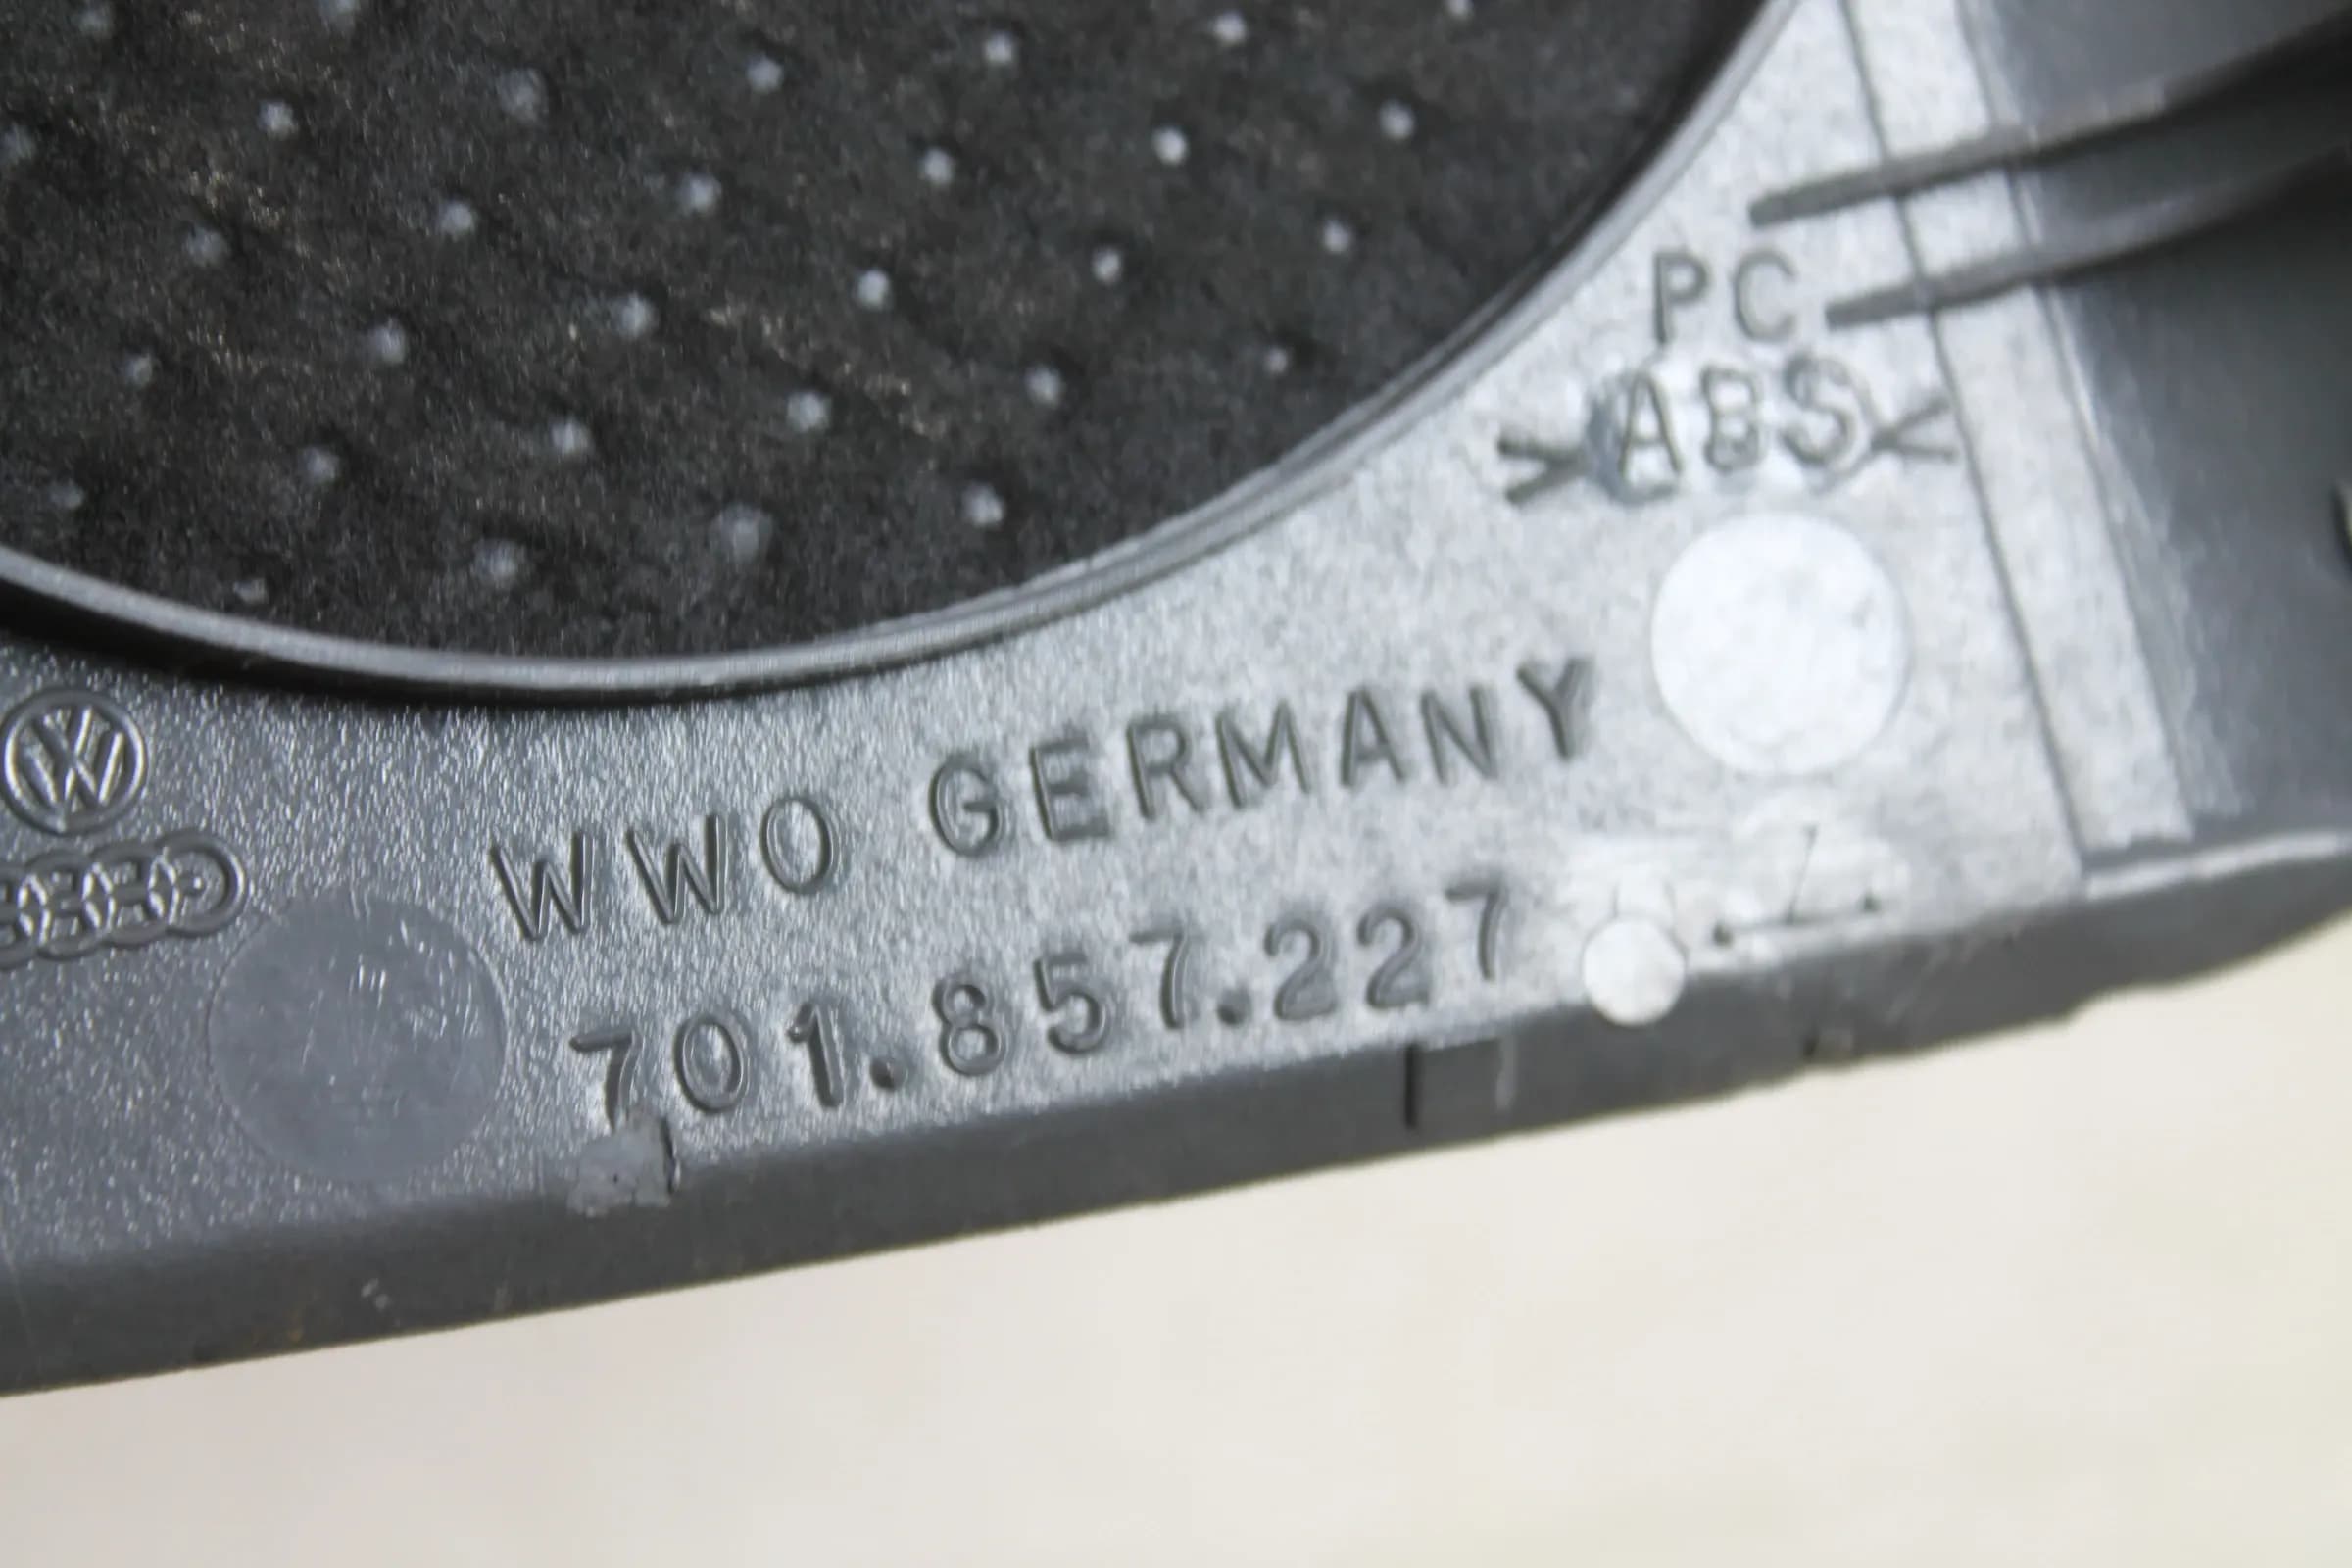 PC
>ABS<
WWO GERMANY
701.857.227